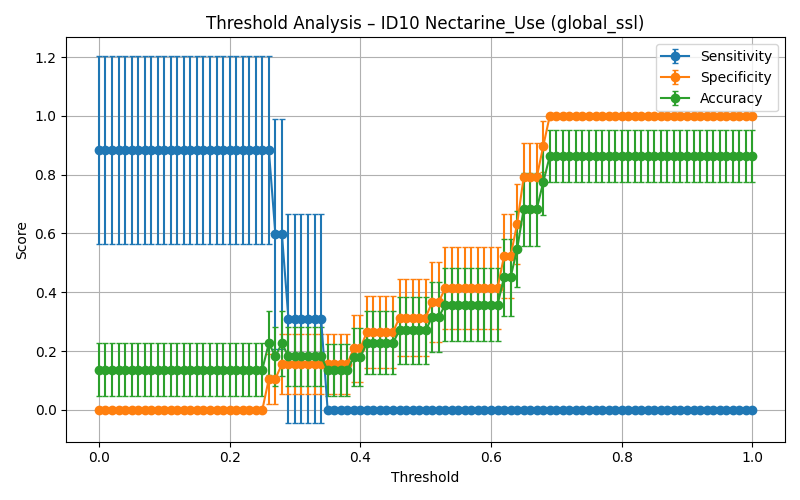 Threshold Analysis – ID10 Nectarine_Use (global_ssl)
Sensitivity
Specificity
Accuracy
Score
1.2
1.0
0.8
0.6
0.4
0.2
0.0
0.0 0.2 0.4 0.6 0.8 1.0
Threshold